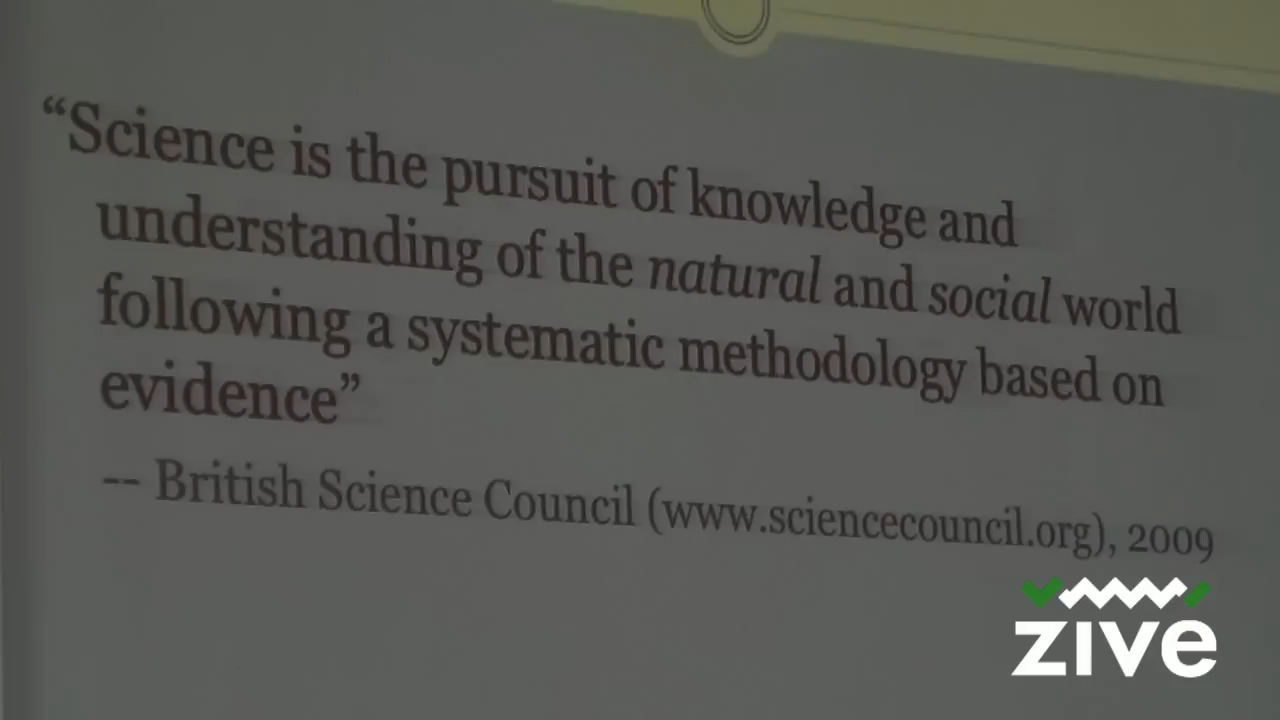 “Science is the pursuit of knowledge and
understanding of the natural and social world
following a systematic methodology based on
evidence”
-- British Science Council (www.sciencecouncil.org), 2009
zive